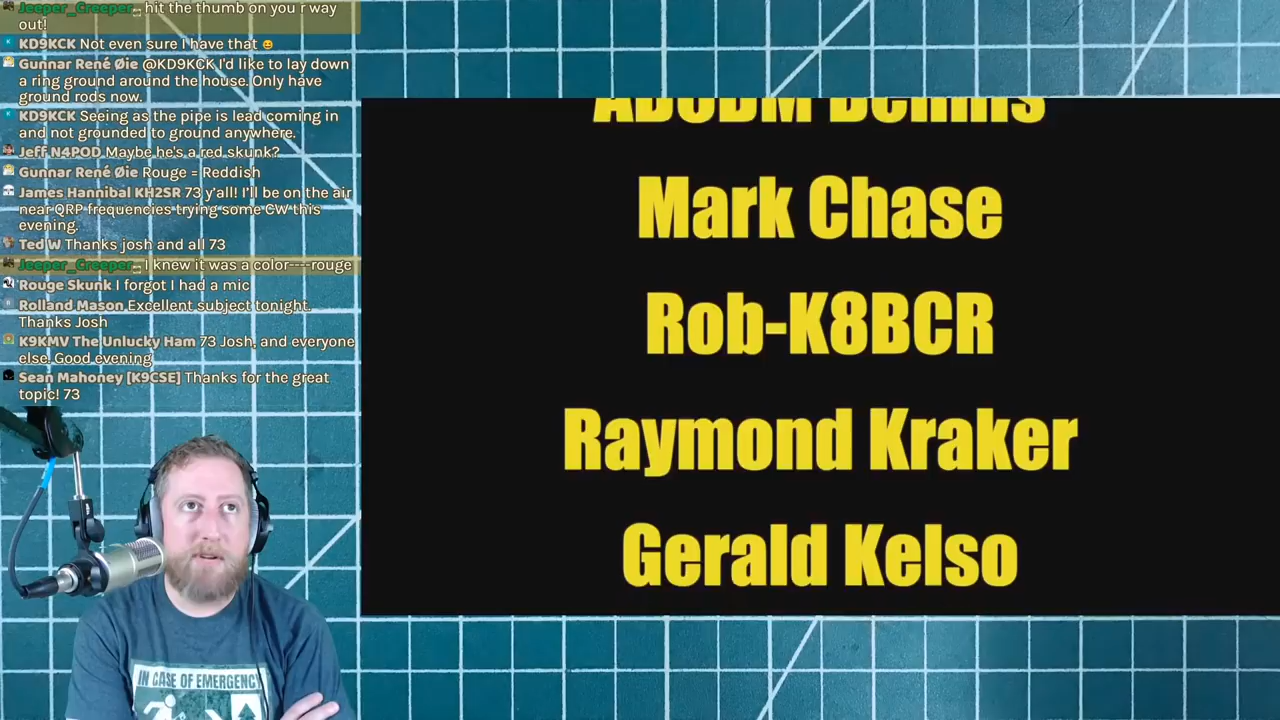 Jeeper_Creeper_ hit the thumb on you r way
out!
KD9KCK Not even sure I have that
Gunnar René Øie @KD9KCK I'd like to lay down
a ring ground around the house. Only have
ground rods now.
KD9KCK Seeing as the pipe is lead coming in
and not grounded to ground anywhere.
Jeff N4POD Maybe he's a red skunk?
Gunnar René Øie Rouge = Reddish
James Hannibal KH2SR 73 y'all! I'll be on the air
near QRP frequencies trying some CW this
evening.
Ted W Thanks josh and all 73
Jeeper_Creeper_ I knew it was a color----rouge
Rouge Skunk I forgot I had a mic
Rolland Mason Excellent subject tonight.
Thanks Josh
K9KMV The Unlucky Ham 73 Josh, and everyone
else. Good evening
Sean Mahoney [K9CSE] Thanks for the great
topic! 73
Dennis
Mark Chase
Rob-K8BCR
Raymond Kraker
Gerald Kelso
IN CASE OF EMERGENCY